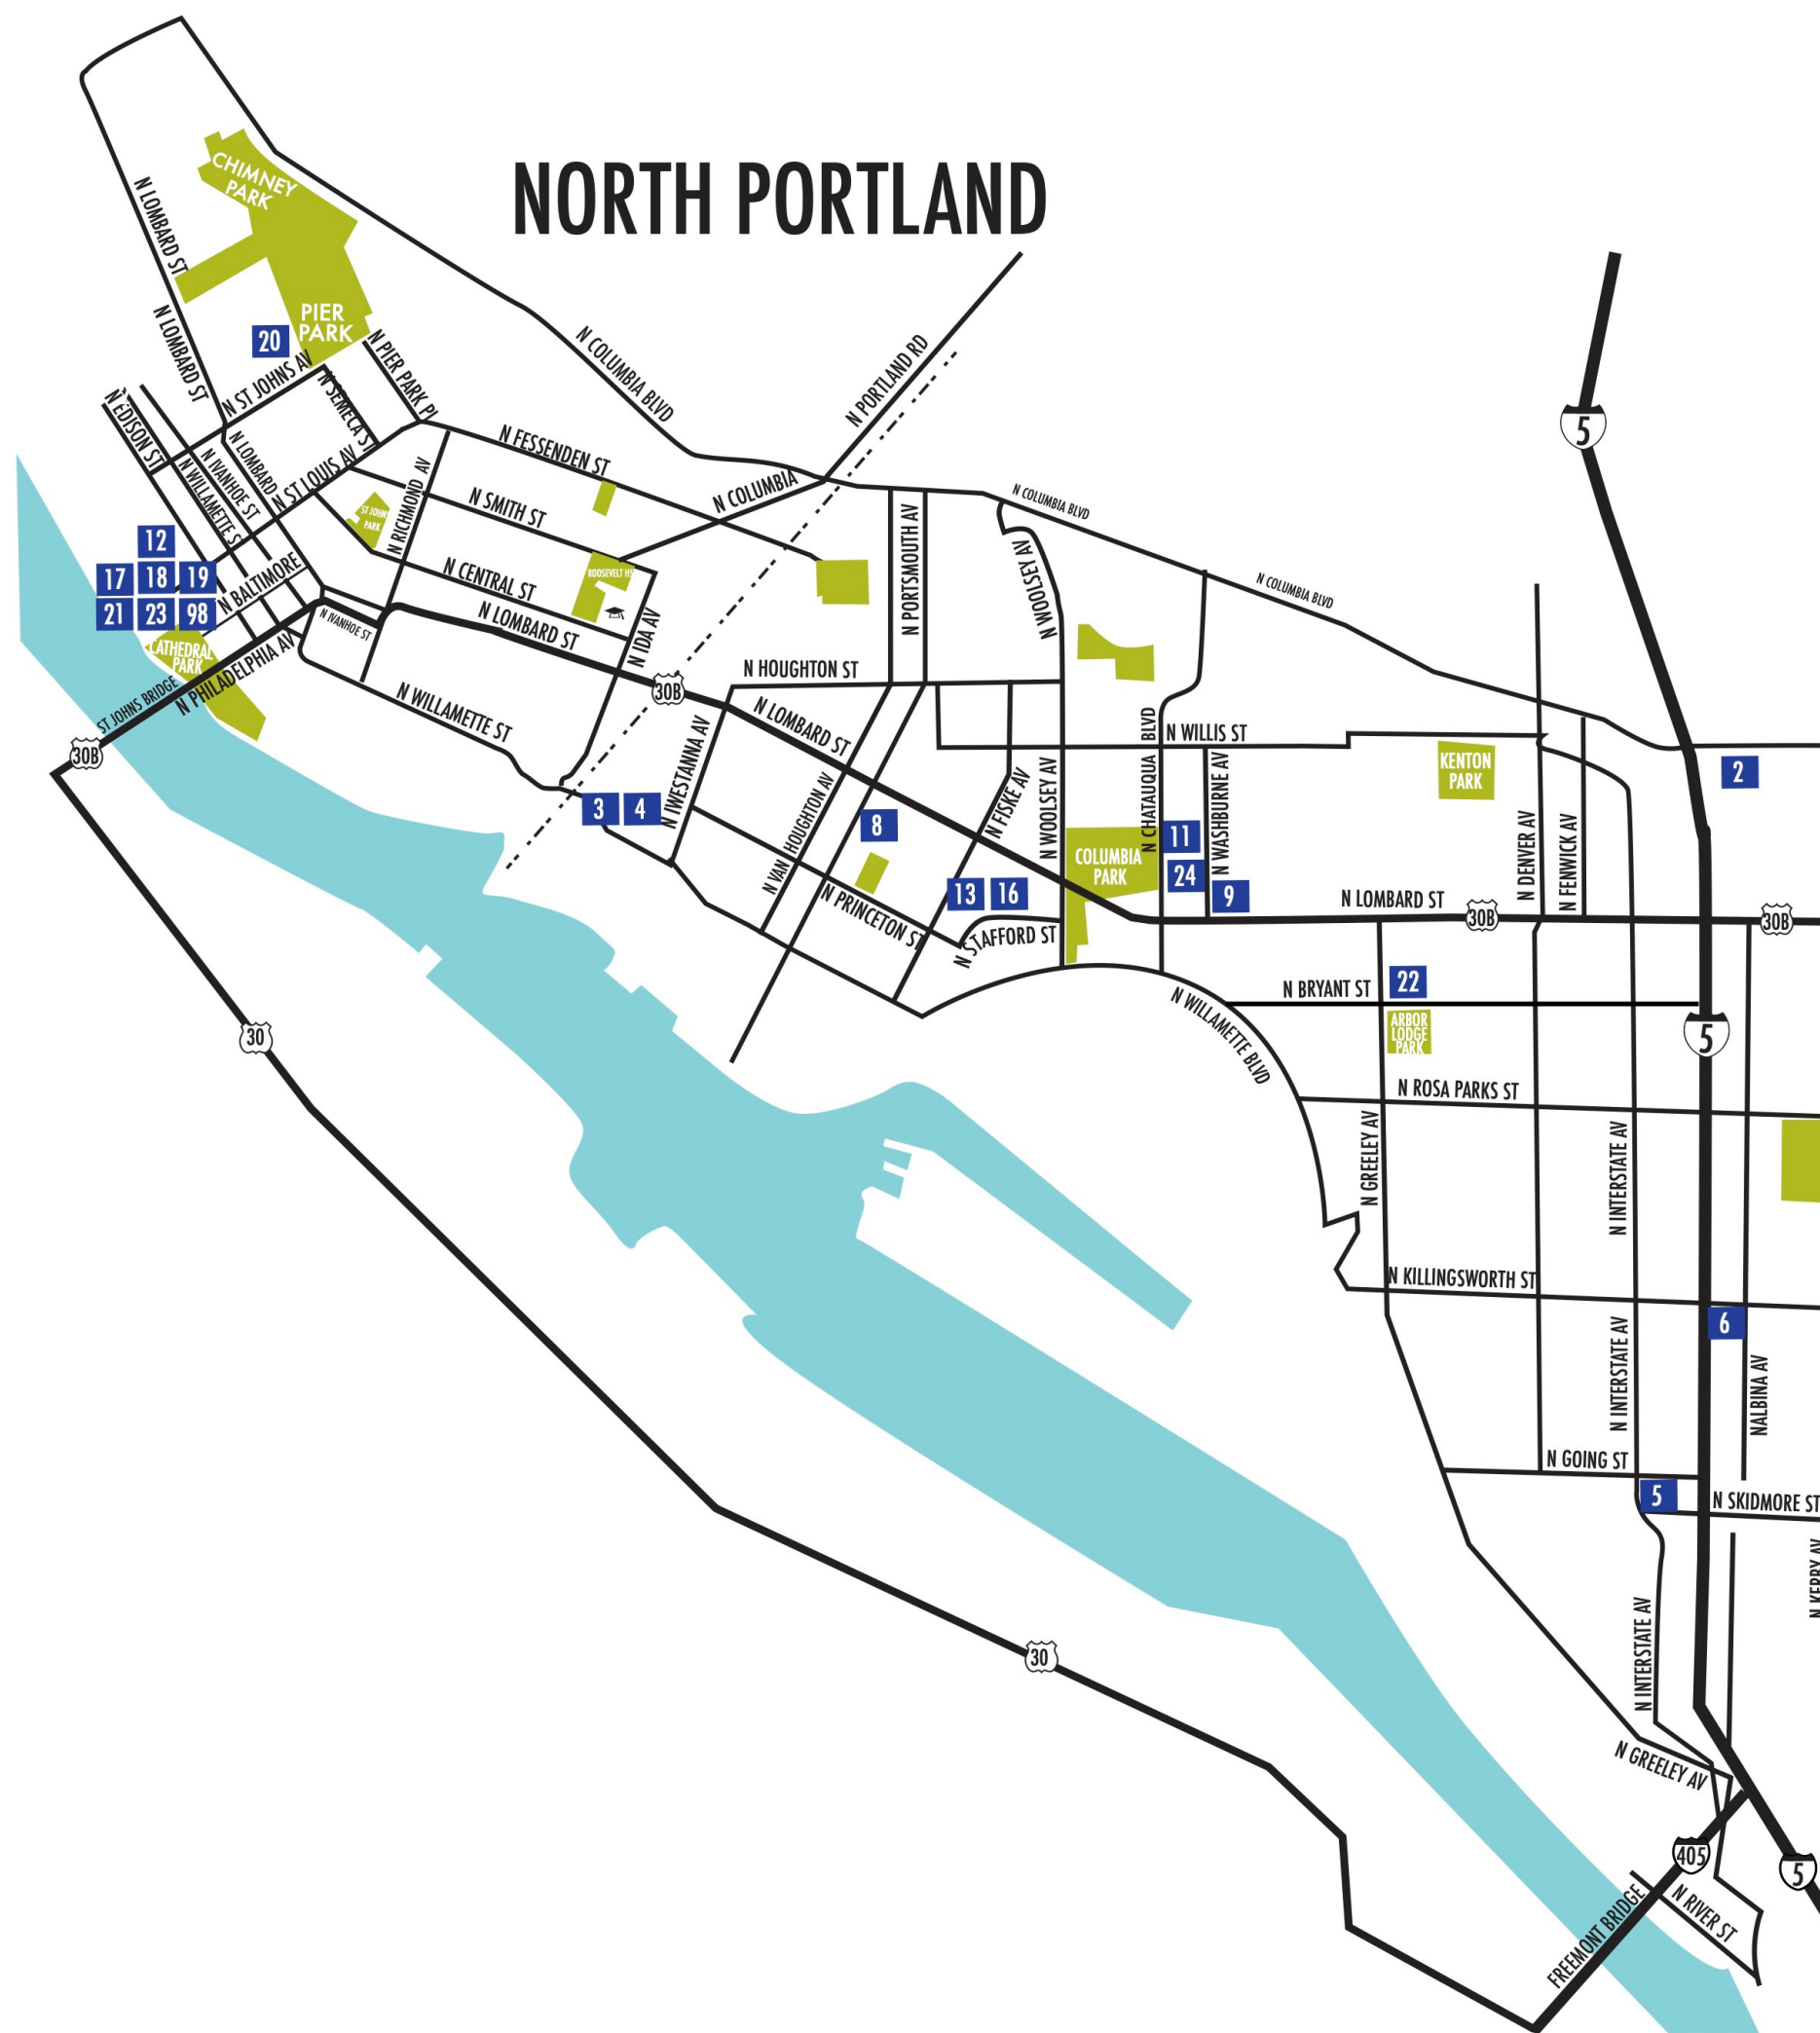 NORTH PORTLAND
CHIMNEY
PARK
N LOMBARD ST
PIER
PARK
N LOMBARD ST
20
N PIER PARK Pl
N ST JOHNS AV
N SEMECA ST
N EDISON ST
N LOMBARD
N IVANHOE ST
N WILLAMETTE S
N ST LOUIS AV
N COLUMBIA BLVD
N PORTLAND RD
N FESSENDEN ST
N COLUMBIA
N SMITH ST
N RICHMOND AV
ST JOHN
PARK
N CENTRAL ST
ROOSEVELT HS
N LOMBARD ST
N IDA AV
12
17 18 19
21 23 98
N BALTIMORE
N IVANHOE ST
CATHEDRAL
PARK
N PHILADELPHIA AV
ST JOHNS BRIDGE
30B
N WILLAMETTE ST
30B
N PORTSMOUTH AV
N COLUMBIA BLVD
N WOOLSEY AV
N COLUMBIA BLVD
5
N HOUGHTON ST
N LOMBARD ST
N IWESTANNA AV
N VAN HOUGHTON AV
3 4
8
N FISKE AV
N WOOLSEY AV
N CHATAUQUA BLVD
N WILLIS ST
N WASHBURNE AV
KENTON
PARK
2
COLUMBIA
PARK
11
24
9
13 16
N PRINCETON ST
N STAFFORD ST
N DENVER AV
N FENWICK AV
N LOMBARD ST
30B
30B
N BRYANT ST
22
ARBOR
LODGE
PARK
5
N WILLAMETTE BLVD
30
N ROSA PARKS ST
N GREELEY AV
N INTERSTATE AV
N KILLINGSWORTH ST
6
N INTERSTATE AV
NALBINA AV
N GOING ST
5
N SKIDMORE ST
N KERBY AV
N INTERSTATE AV
30
N GREELEY AV
405
5
N RIVER ST
FREEMONT BRIDGE